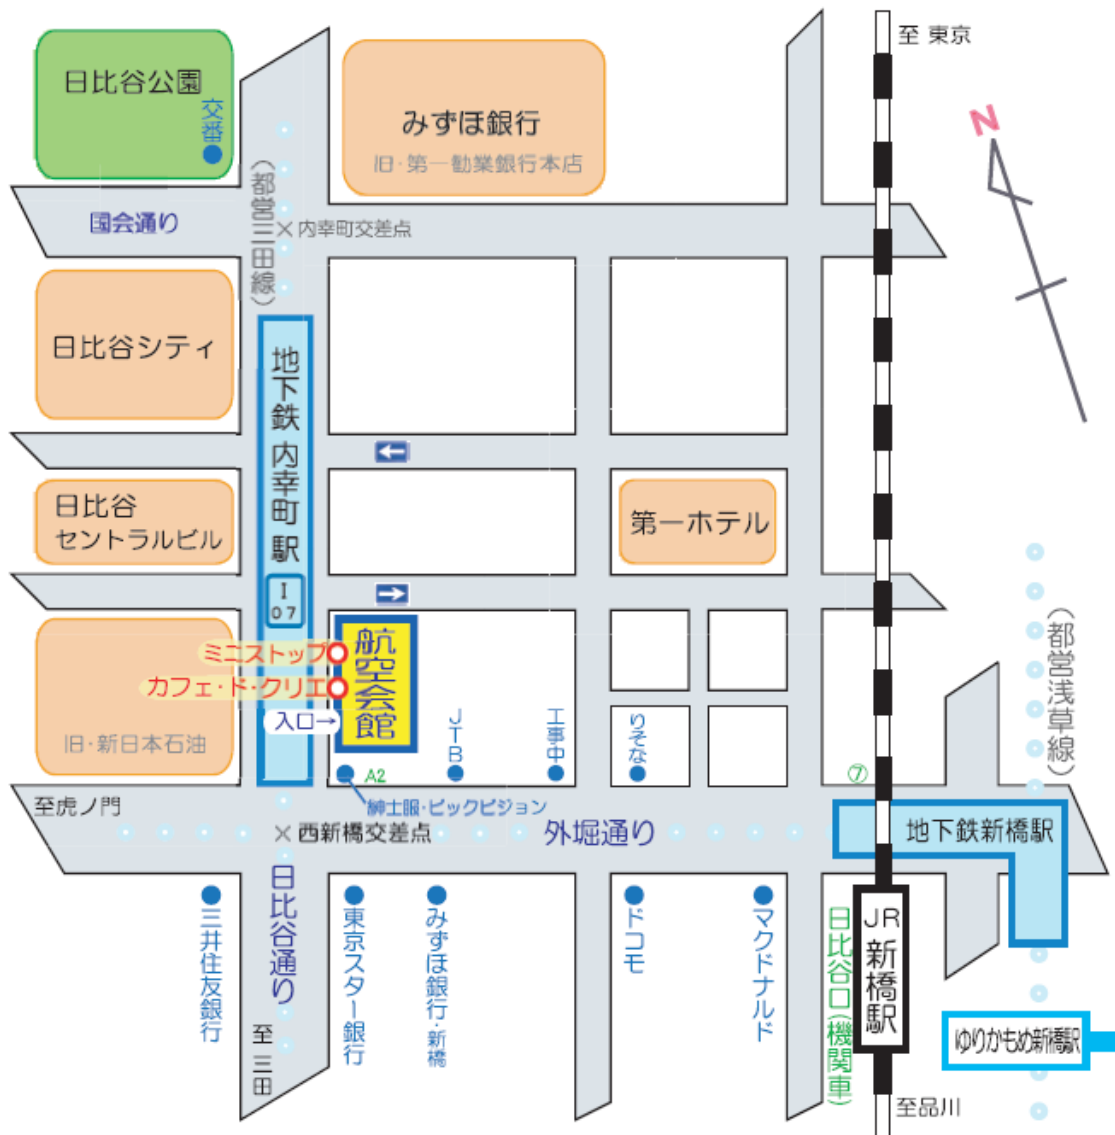 至 東京
日比谷公園
交番
みずほ銀行
旧・第一勧業銀行本店
N
(都営三田線)
国会通り
内幸町交差点
日比谷シティ
地下鉄 内幸町 駅
I
07
日比谷
セントラルビル
第一ホテル
航空会館
ミニストップ
カフェ・ド・クリエ
入口→
旧・新日本石油
JTB
工事中
りそな
(都営浅草線)
A2
⑦
紳士服・ビックビジョン
至虎ノ門
西新橋交差点
外堀通り
地下鉄新橋駅
日比谷通り
三井住友銀行
東京スター銀行
みずほ銀行・新橋
ドコモ
マクドナルド
日比谷口(機関車)
JR
新橋駅
至 三田
ゆりかもめ新橋駅
至品川